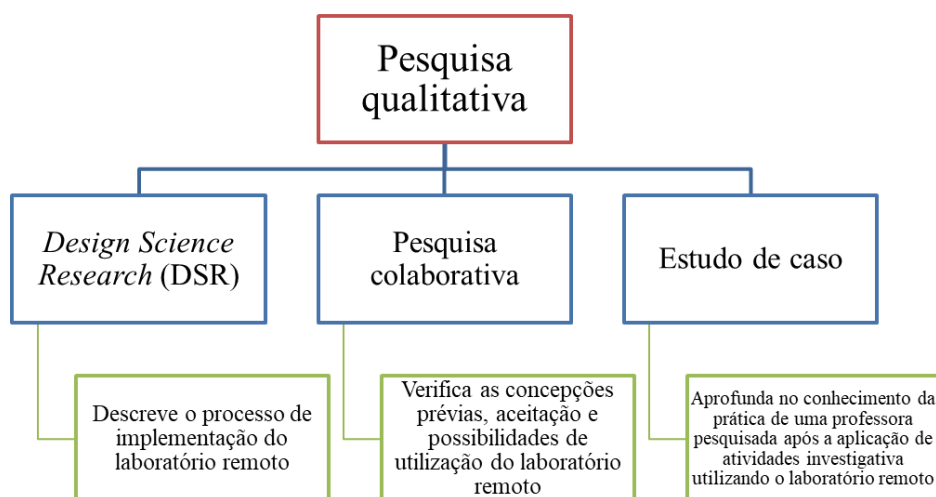 Pesquisa
qualitativa
Design Science
Research (DSR)
Pesquisa
colaborativa
Estudo de caso
Descreve o processo de
implementação do
laboratório remoto
Verifica as concepções
prévias, aceitação e
possibilidades de
utilização do laboratório
remoto
Aprofunda no conhecimento da
prática de uma professora
pesquisada após a aplicação de
atividades investigativa
utilizando o laboratório remoto